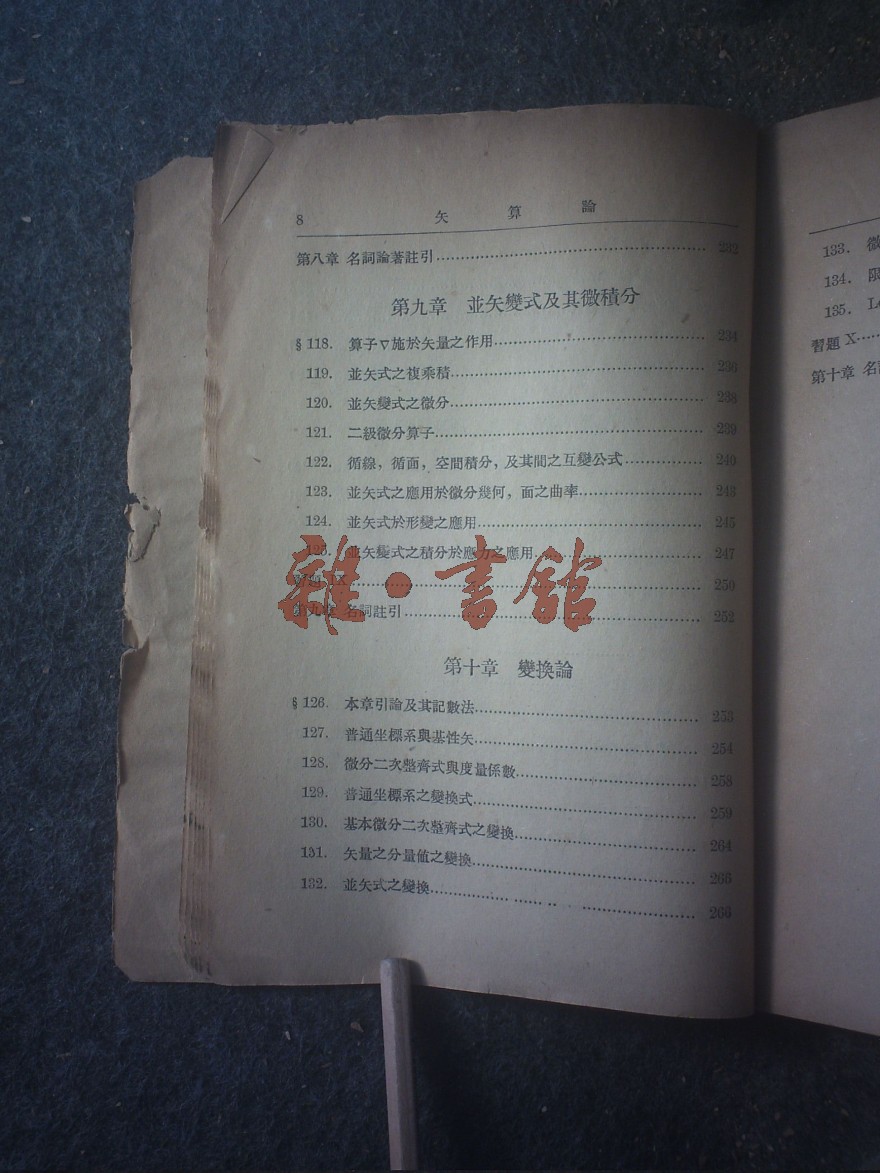 8 矢 算 論
第八章 名詞論著註引 232
第九章 並矢變式及其微積分
§ 118. 算子▽施於矢量之作用 234
119. 並矢式之複乘積 236
120. 並矢變式之微分 238
121. 二級微分算子 239
122. 循線，循面，空間積分，及其間之互變公式 240
123. 並矢式之應用於微分幾何，面之曲率 243
124. 並矢式於形變之應用 245
125. 並矢變式之積分於應力之應用 247
習題 IX 250
第九章 名詞註引 252
雜·書館
第十章 變換論
§ 126. 本章引論及其記數法 253
127. 普通坐標系與基性矢 254
128. 微分二次整齊式與度量係數 258
129. 普通坐標系之變換式 259
130. 基本微分二次整齊式之變換 264
131. 矢量之分量值之變換 266
132. 並矢式之變換 266
133. 微
134. 限
135. Le
習題 X
第十章 名